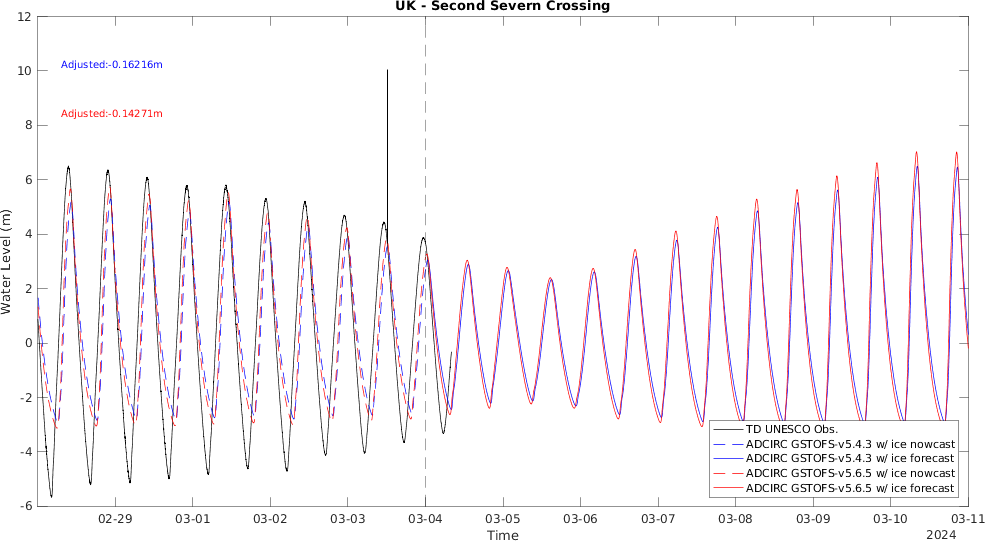 UK - Second Severn Crossing
12
10
8
6
4
2
0
-2
-4
-6
Water Level (m)
Adjusted:-0.16216m
Adjusted:-0.14271m
TD UNESCO Obs.
ADCIRC GSTOFS-v5.4.3 w/ ice nowcast
ADCIRC GSTOFS-v5.4.3 w/ ice forecast
ADCIRC GSTOFS-v5.6.5 w/ ice nowcast
ADCIRC GSTOFS-v5.6.5 w/ ice forecast
02-29 03-01 03-02 03-03 03-04 03-05 03-06 03-07 03-08 03-09 03-10 03-11
Time
2024